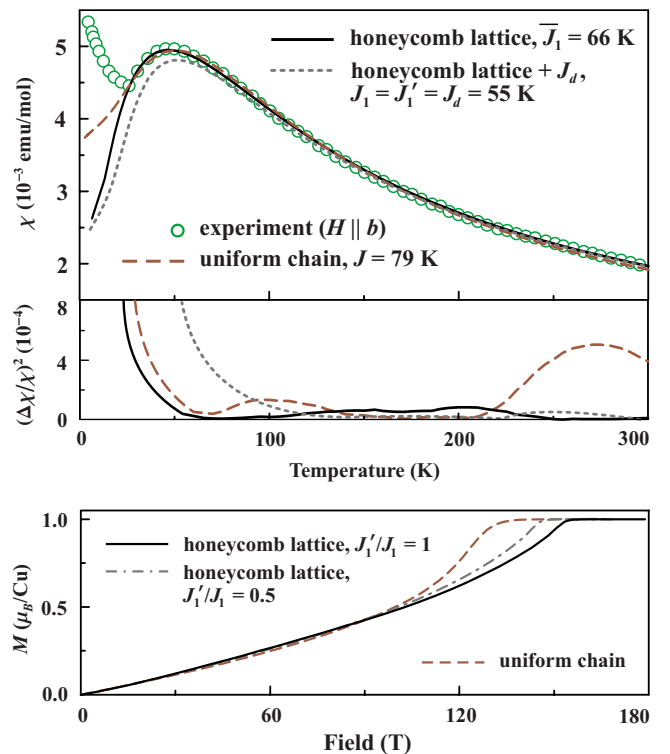 honeycomb lattice, J̅₁ = 66 K
honeycomb lattice + J_d,
J₁ = J₁′ = J_d = 55 K
5
4
3
2
χ (10⁻³ emu/mol)
experiment (H || b)
uniform chain, J = 79 K
8
4
0
(Δχ/χ)² (10⁻⁴)
0
100
200
300
Temperature (K)
1.0
0.5
0.0
M (μ_B/Cu)
honeycomb lattice, J₁′/J₁ = 1
honeycomb lattice,
J₁′/J₁ = 0.5
uniform chain
0
60
120
180
Field (T)